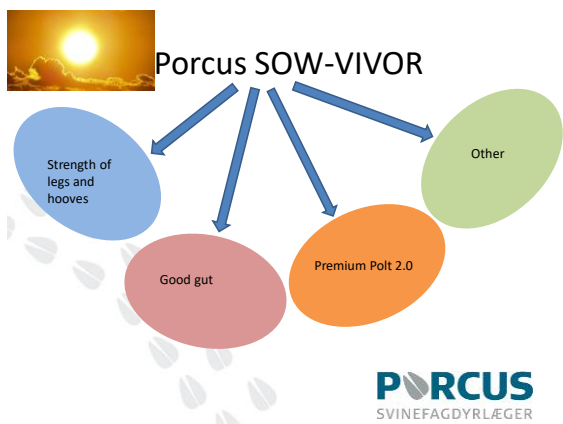 Porcus SOW-VIVOR
Strength of
legs and
hooves
Good gut
Premium Polt 2.0
Other
PORCUS
SVINEFAGDYRLÆGER